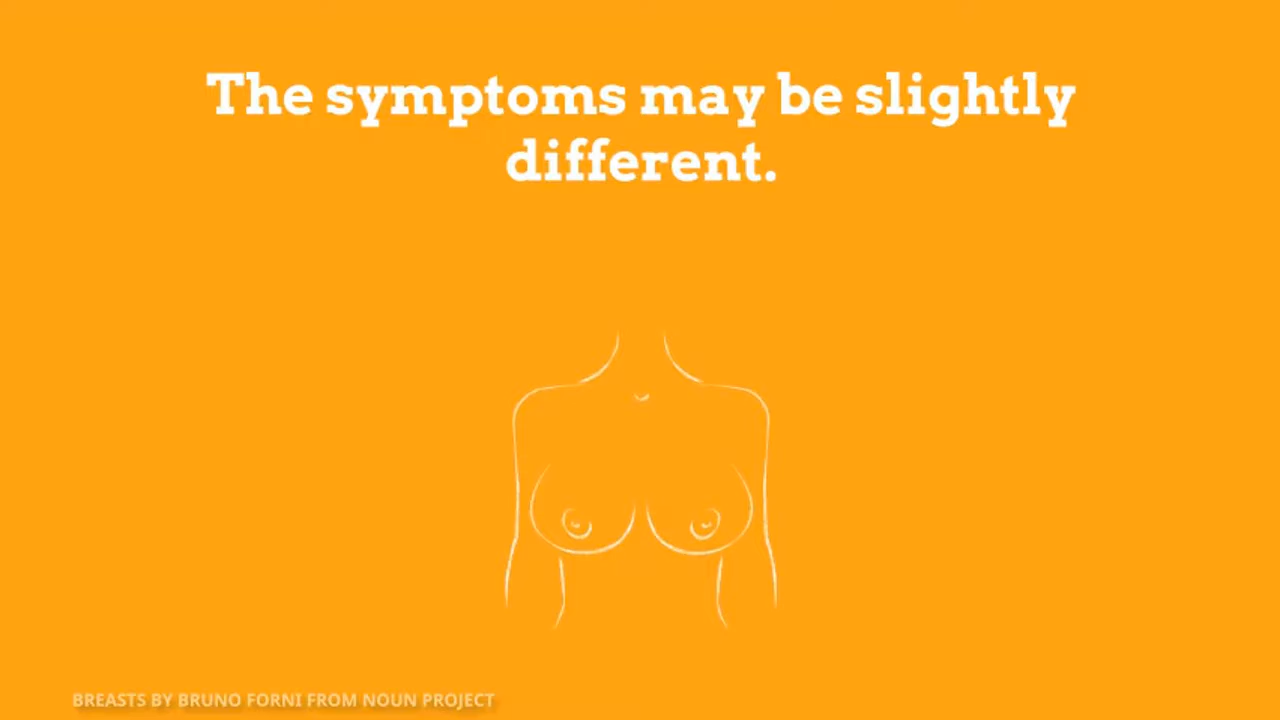 The symptoms may be slightly
different.
BREASTS BY BRUNO FORNI FROM NOUN PROJECT